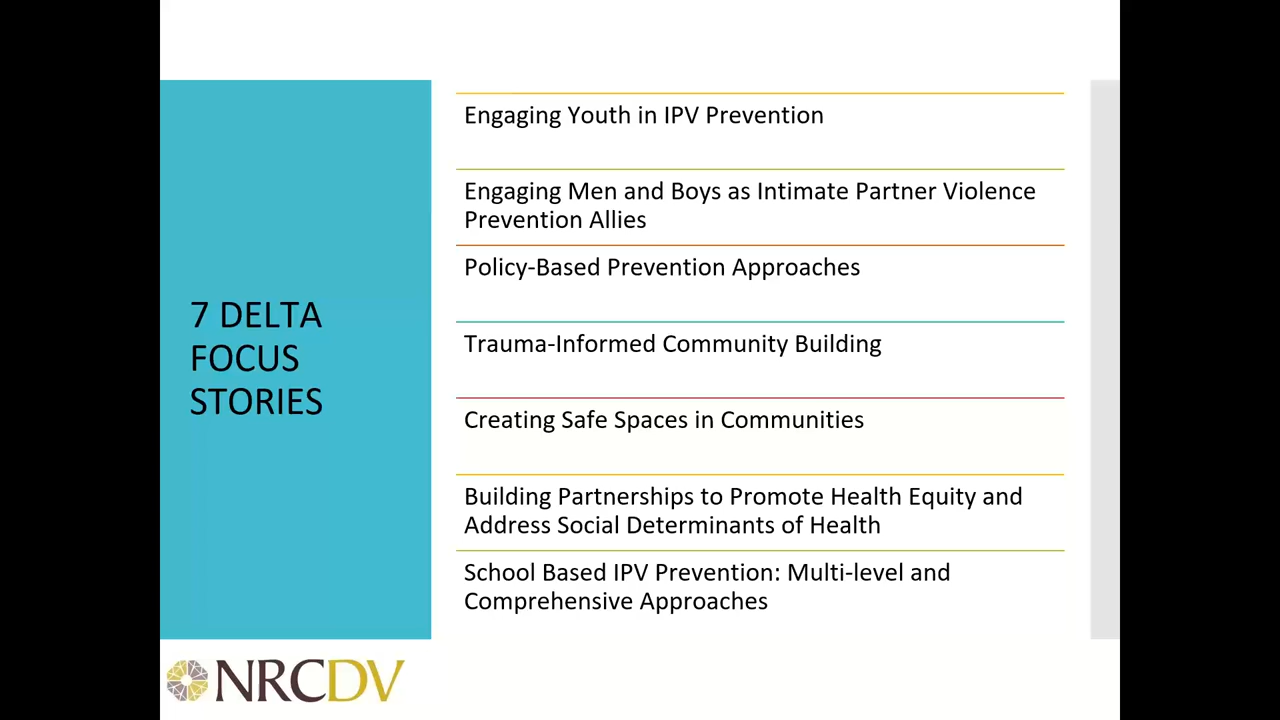 7 DELTA
FOCUS
STORIES
Engaging Youth in IPV Prevention
Engaging Men and Boys as Intimate Partner Violence
Prevention Allies
Policy-Based Prevention Approaches
Trauma-Informed Community Building
Creating Safe Spaces in Communities
Building Partnerships to Promote Health Equity and
Address Social Determinants of Health
School Based IPV Prevention: Multi-level and
Comprehensive Approaches
NRCDV